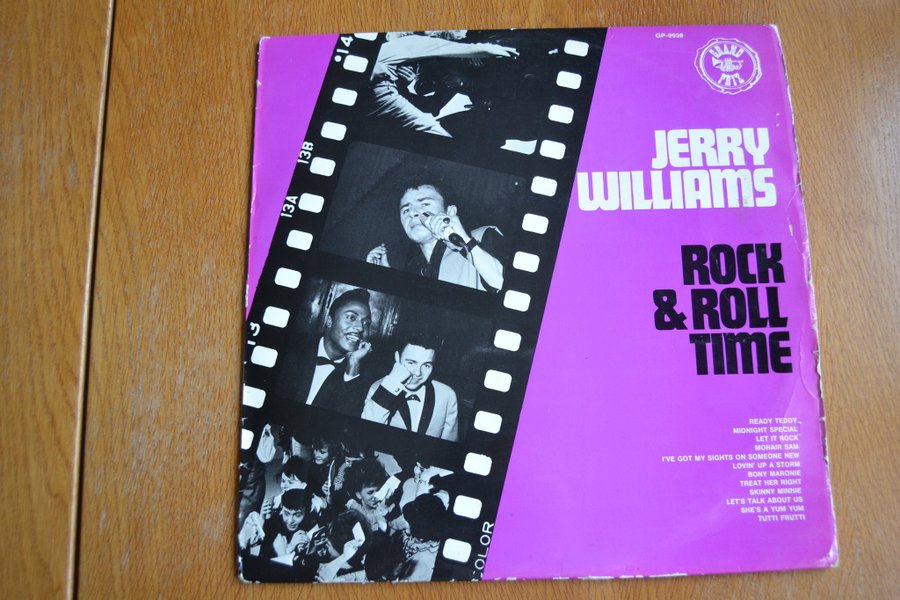 GP-9938
GRAND
PRIX
14
JERRY
WILLIAMS
13B
13A
ROCK
& ROLL
TIME
13
READY TEDDY
MIDNIGHT SPECIAL
LET IT ROCK
MOHAIR SAM
I'VE GOT MY SIGHTS ON SOMEONE NEW
LOVIN' UP A STORM
BONY MARONIE
TREAT HER RIGHT
SKINNY MINNIE
LET'S TALK ABOUT US
SHE'S A YUM YUM
TUTTI FRUTTI
COLOR